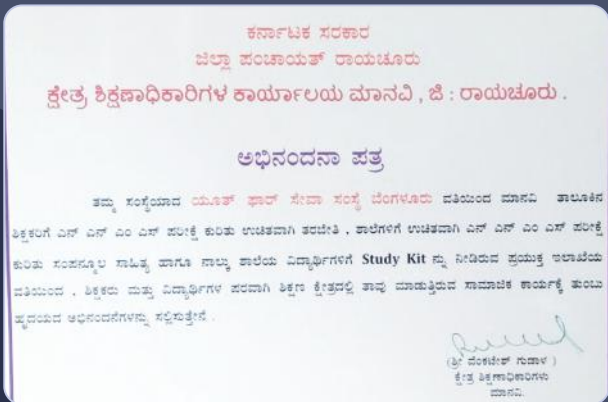 ಕರ್ನಾಟಕ ಸರಕಾರ
ಜಿಲ್ಲಾ ಪಂಚಾಯತ್ ರಾಯಚೂರು
ಕ್ಷೇತ್ರ ಶಿಕ್ಷಣಾಧಿಕಾರಿಗಳ ಕಾರ್ಯಾಲಯ ಮಾನವಿ , ಜಿ : ರಾಯಚೂರು .
ಅಭಿನಂದನಾ ಪತ್ರ
ತಮ್ಮ ಸಂಸ್ಥೆಯಾದ ಯೂತ್ ಫಾರ್ ಸೇವಾ ಸಂಸ್ಥೆ ಬೆಂಗಳೂರು ವತಿಯಿಂದ ಮಾನವಿ ತಾಲೂಕಿನ
ಶಿಕ್ಷಕರಿಗೆ ಎನ್ ಎನ್ ಎಂ ಎಸ್ ಪರೀಕ್ಷೆ ಕುರಿತು ಉಚಿತವಾಗಿ ತರಬೇತಿ , ಶಾಲೆಗಳಿಗೆ ಉಚಿತವಾಗಿ ಎನ್ ಎನ್ ಎಂ ಎಸ್ ಪರೀಕ್ಷೆ
ಕುರಿತು ಸಂಪನ್ಮೂಲ ಸಾಹಿತ್ಯ ಹಾಗೂ ನಾಲ್ಕು ಶಾಲೆಯ ವಿದ್ಯಾರ್ಥಿಗಳಿಗೆ Study Kit ನ್ನು ನೀಡಿರುವ ಪ್ರಯುಕ್ತ ಇಲಾಖೆಯ
ವತಿಯಿಂದ , ಶಿಕ್ಷಕರು ಮತ್ತು ವಿದ್ಯಾರ್ಥಿಗಳ ಪರವಾಗಿ ಶಿಕ್ಷಣ ಕ್ಷೇತ್ರದಲ್ಲಿ ತಾವು ಮಾಡುತ್ತಿರುವ ಸಾಮಾಜಿಕ ಕಾರ್ಯಕ್ಕೆ ತುಂಬು
ಹೃದಯದ ಅಭಿನಂದನೆಗಳನ್ನು ಸಲ್ಲಿಸುತ್ತೇನೆ .
(ಶ್ರೀ ವೆಂಕಟೇಶ್ ಗುಡಾಳ )
ಕ್ಷೇತ್ರ ಶಿಕ್ಷಣಾಧಿಕಾರಿಗಳು
ಮಾನವಿ.